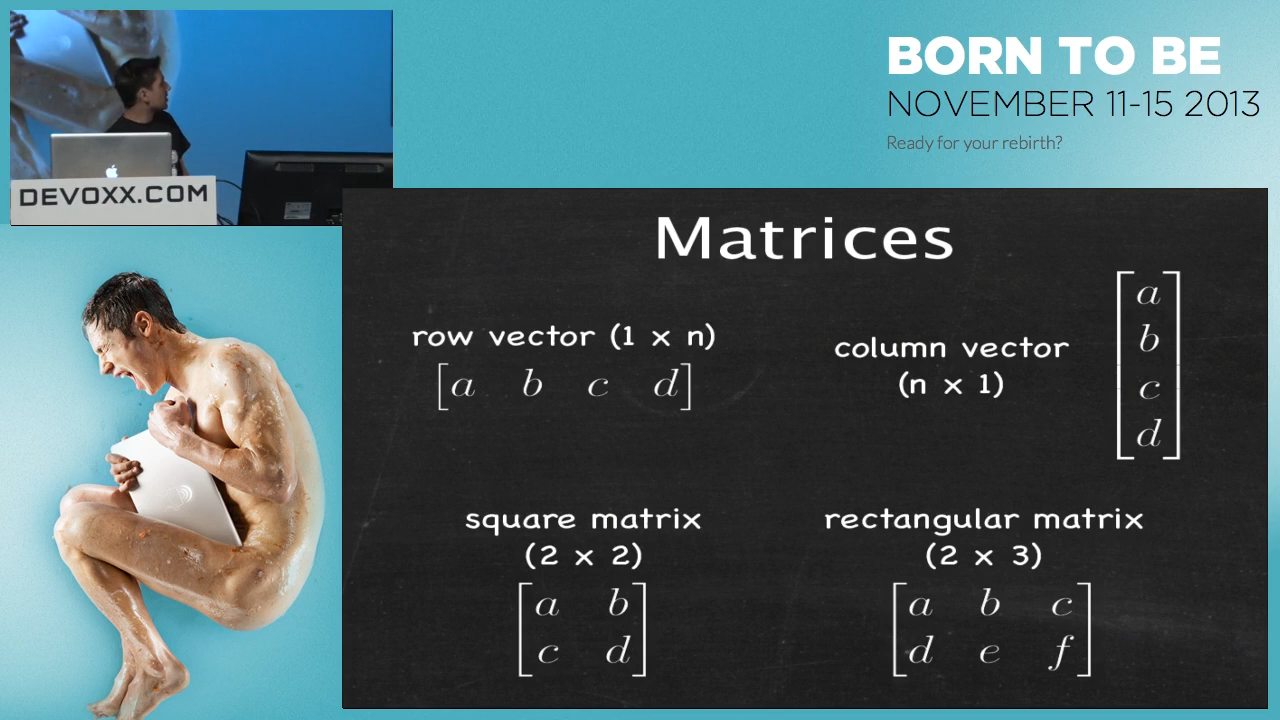 BORN TO BE
NOVEMBER 11-15 2013
Ready for your rebirth?
DEVOXX.COM
Matrices
row vector (1 x n)
[a b c d]
column vector
(n x 1)
a
b
c
d
square matrix
(2 x 2)
a b
c d
rectangular matrix
(2 x 3)
a b c
d e f